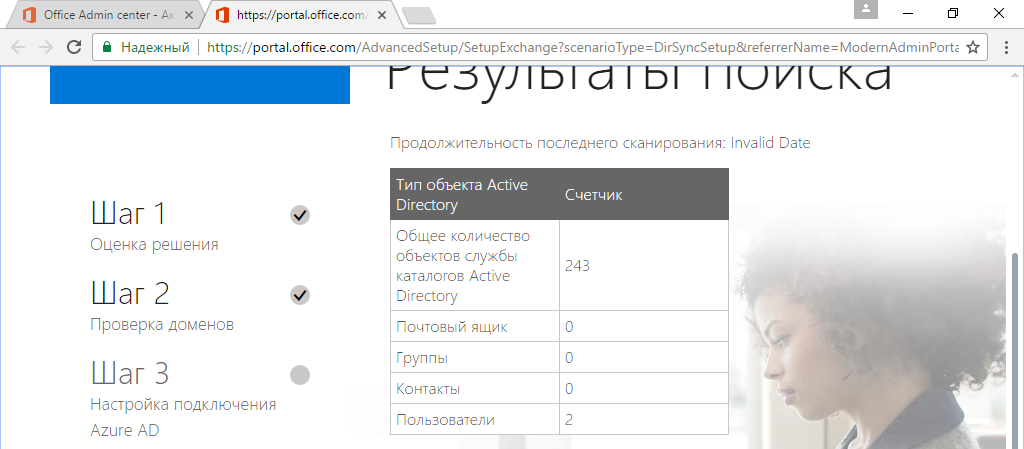 Office Admin center - Ак
https://portal.office.com/
Надежный
https://portal.office.com/AdvancedSetup/SetupExchange?scenarioType=DirSyncSetup&referrerName=ModernAdminPorta
Результаты поиска
Продолжительность последнего сканирования: Invalid Date
Тип объекта Active
Directory
Счетчик
Общее количество
объектов службы
каталогов Active
Directory
243
Почтовый ящик 0
Группы 0
Контакты 0
Пользователи 2
Шаг 1
Оценка решения
Шаг 2
Проверка доменов
Шаг 3
Настройка подключения
Azure AD